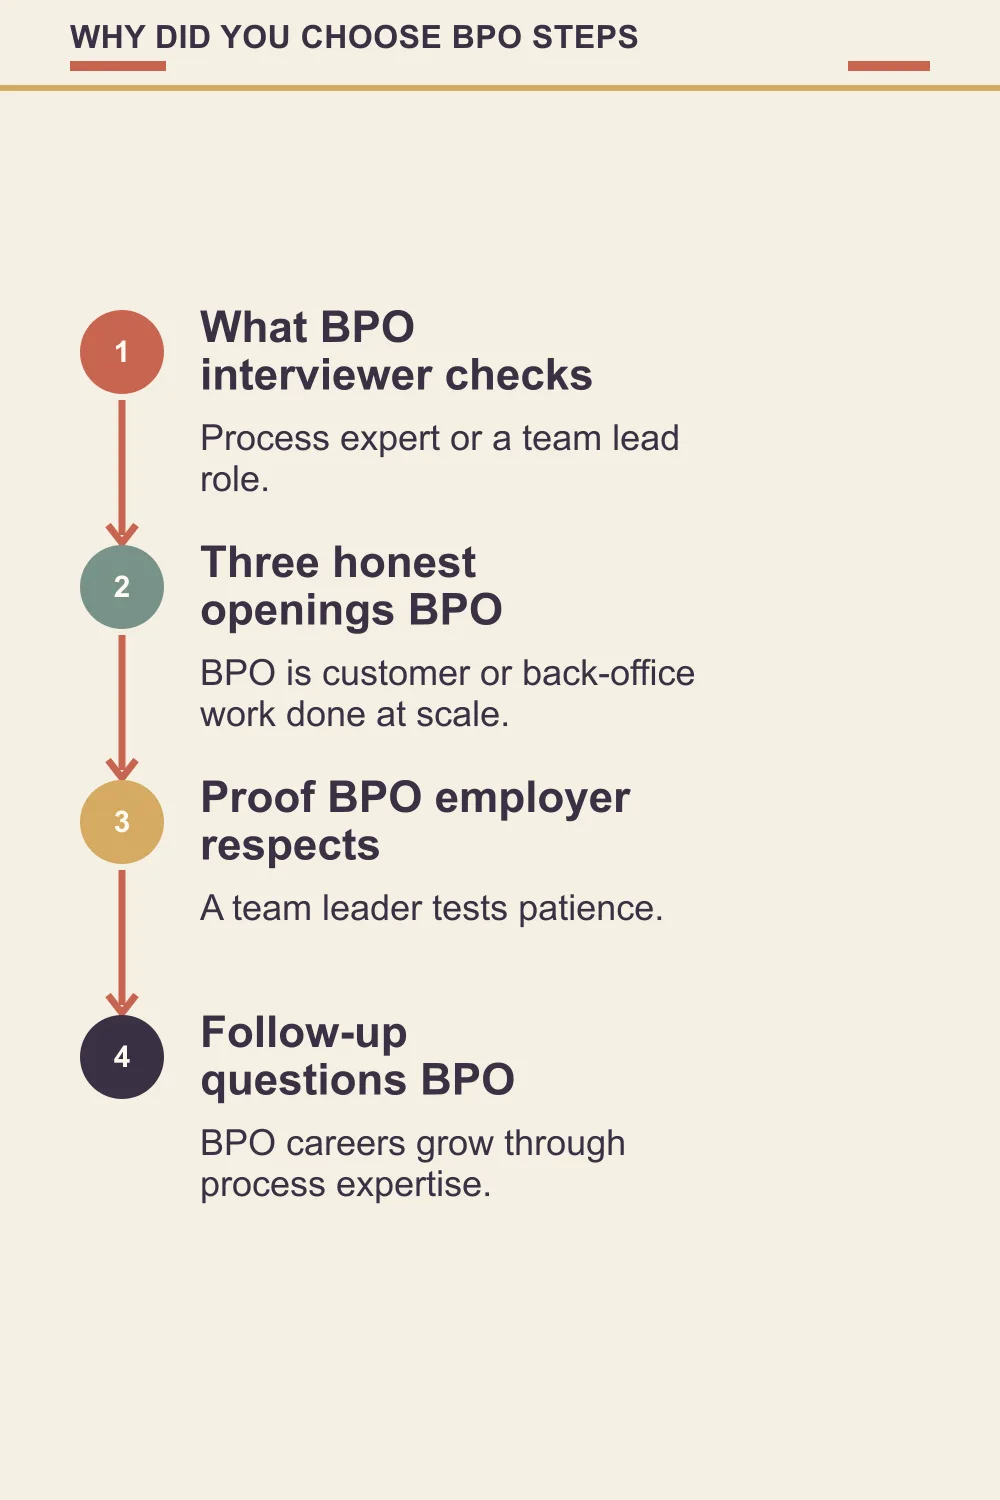 WHY DID YOU CHOOSE BPO STEPS
1
What BPO
interviewer checks
Process expert or a team lead
role.
2
Three honest
openings BPO
BPO is customer or back-office
work done at scale.
3
Proof BPO employer
respects
A team leader tests patience.
4
Follow-up
questions BPO
BPO careers grow through
process expertise.